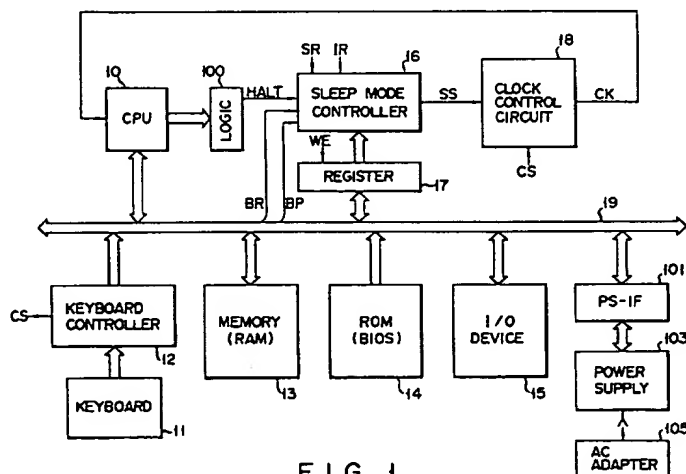 18
10
100
SR
IR
16
CPU
LOGIC
HALT
SLEEP MODE
CONTROLLER
SS
CLOCK
CONTROL
CIRCUIT
CK
WE
REGISTER
17
CS
BR
BP
19
101
CS
KEYBOARD
CONTROLLER
12
MEMORY
(RAM)
13
ROM
(BIOS)
14
I/O
DEVICE
15
PS-IF
103
POWER
SUPPLY
KEYBOARD
11
105
AC
ADAPTER
FIG. 1